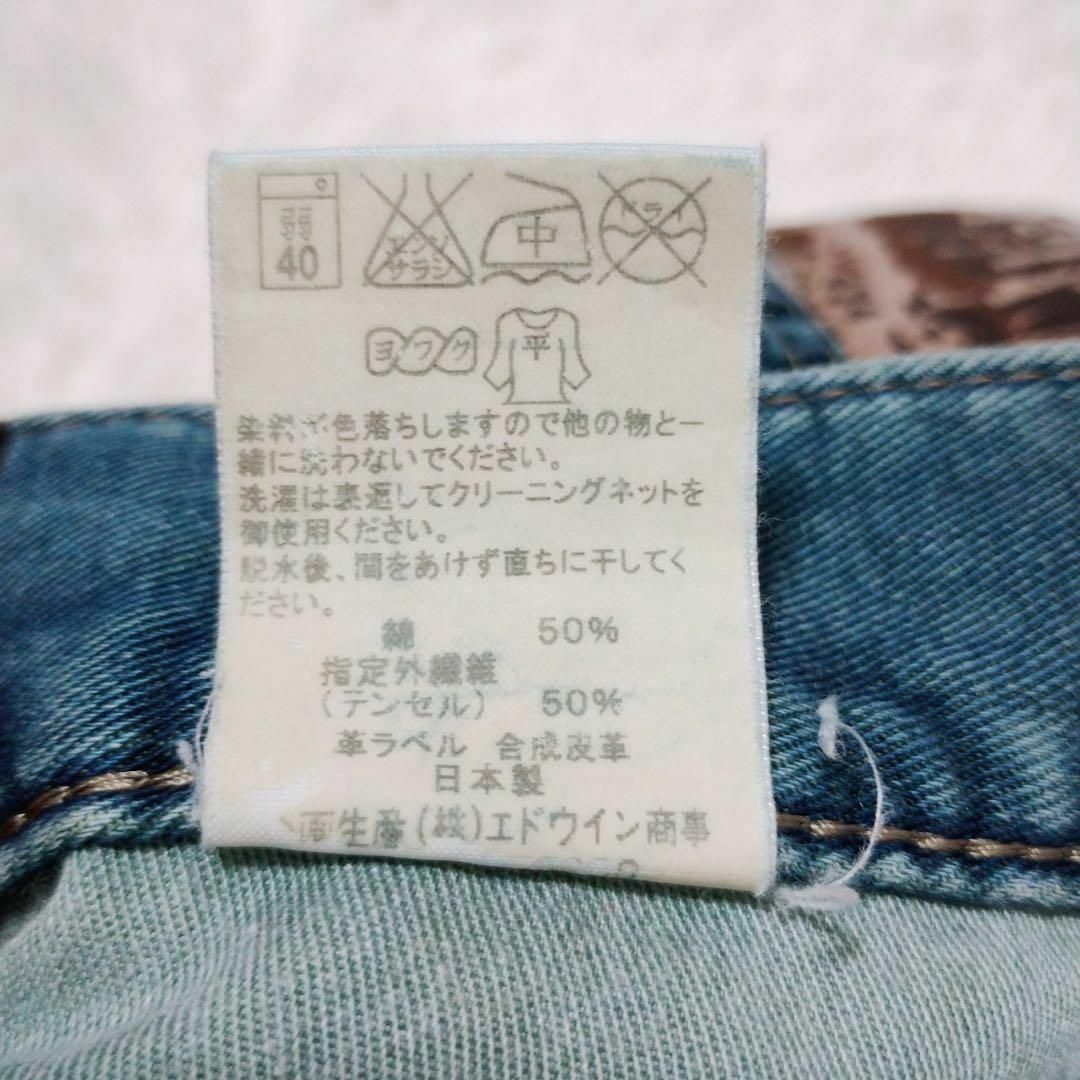 弱 エンソ 中 ドライ
40 サラシ
ヨワク 平
染料が色落ちしますので他の物と一
緒に洗わないでください。
洗濯は裏返してクリーニングネットを
御使用ください。
脱水後、間をあけず直ちに干してく
ださい。
綿 50%
指定外繊維
(テンセル) 50%
革ラベル 合成改革
日本製
生産(株)エドウイン商事